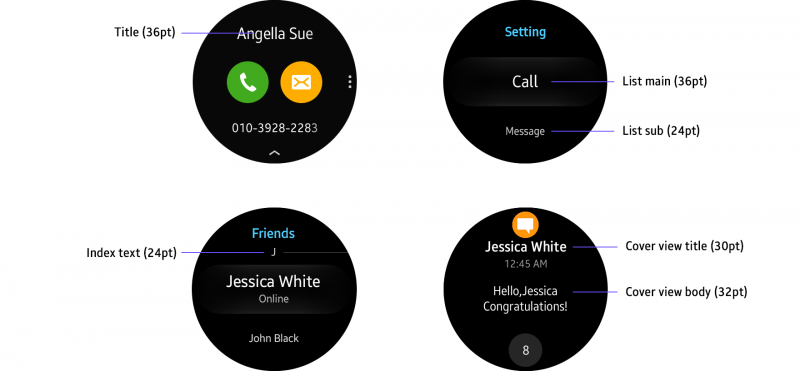 Title (36pt)
Angella Sue
010-3928-2283
Setting
Call
List main (36pt)
Message
List sub (24pt)
Friends
Index text (24pt)
J
Jessica White
Online
John Black
Jessica White
Cover view title (30pt)
12:45 AM
Hello,Jessica
Cover view body (32pt)
Congratulations!
8